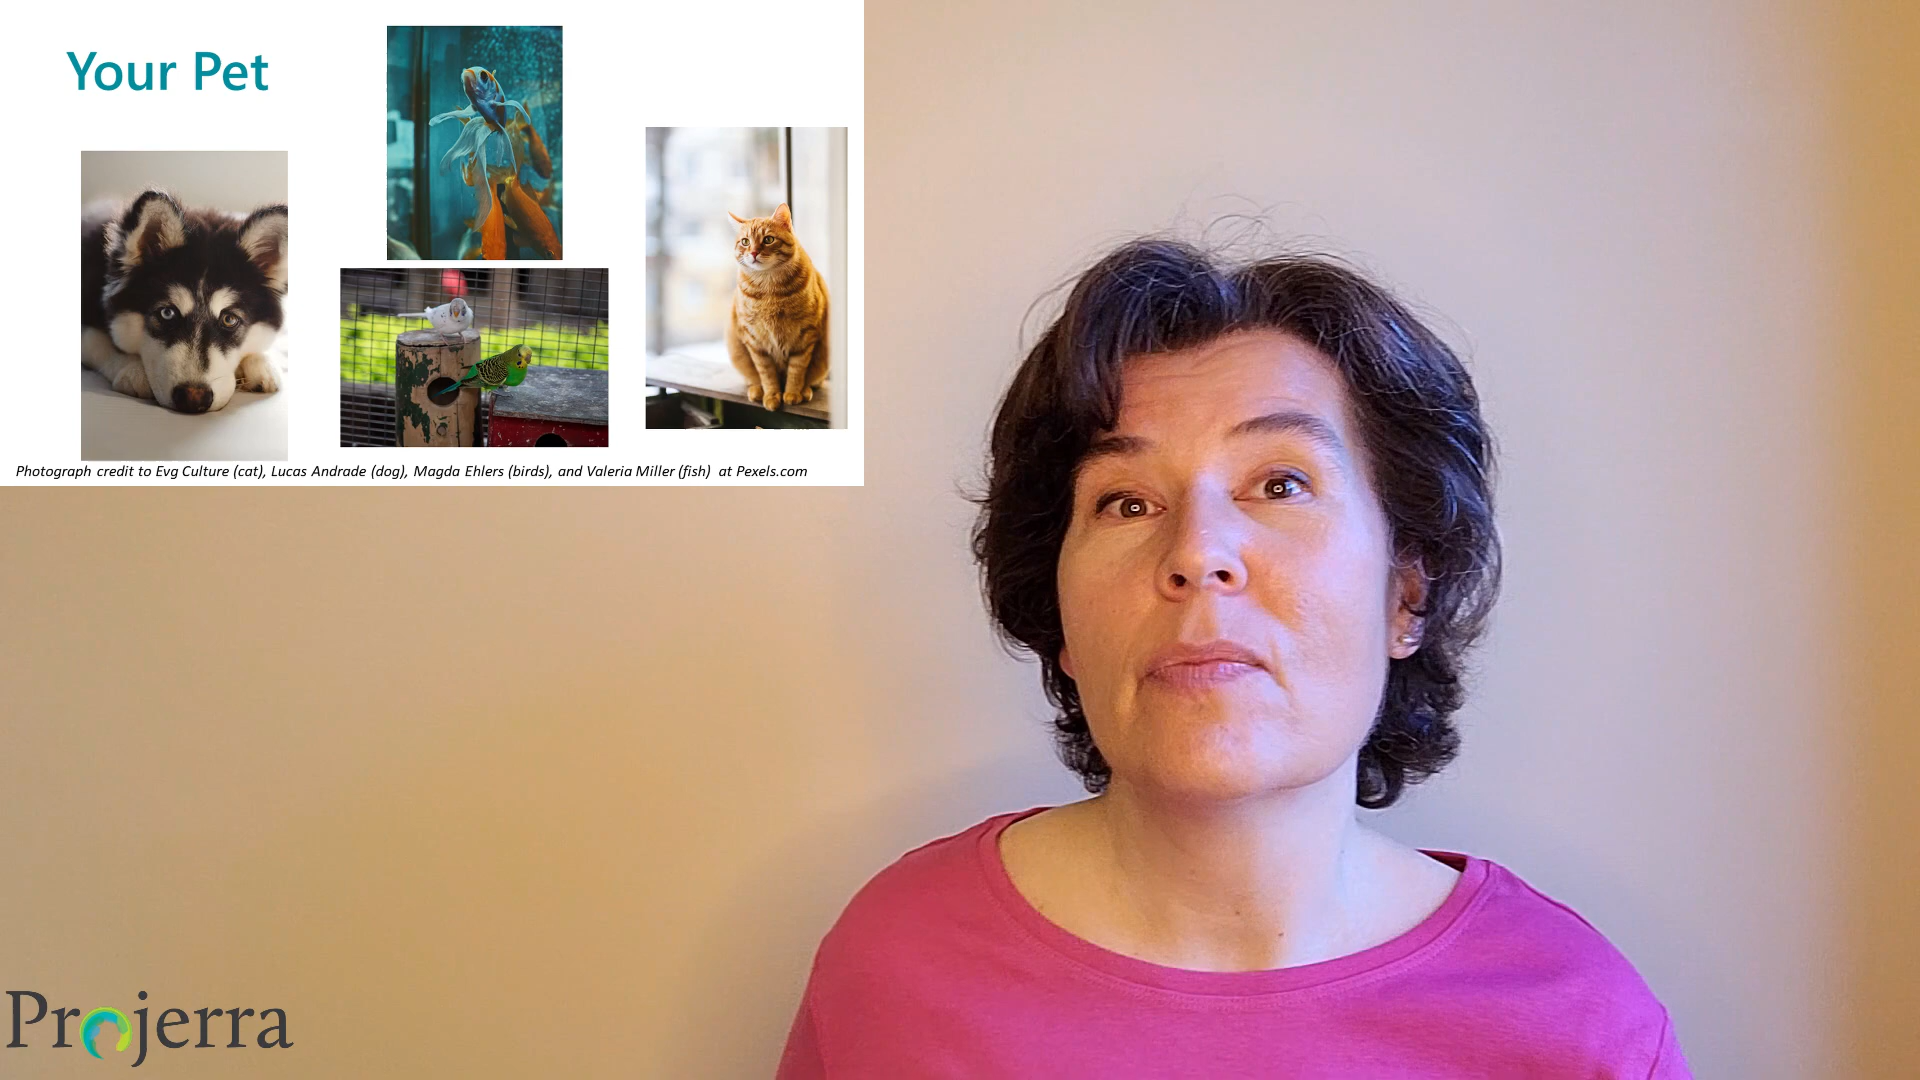 Your Pet
Photograph credit to Evg Culture (cat), Lucas Andrade (dog), Magda Ehlers (birds), and Valeria Miller (fish) at Pexels.com
Projerra